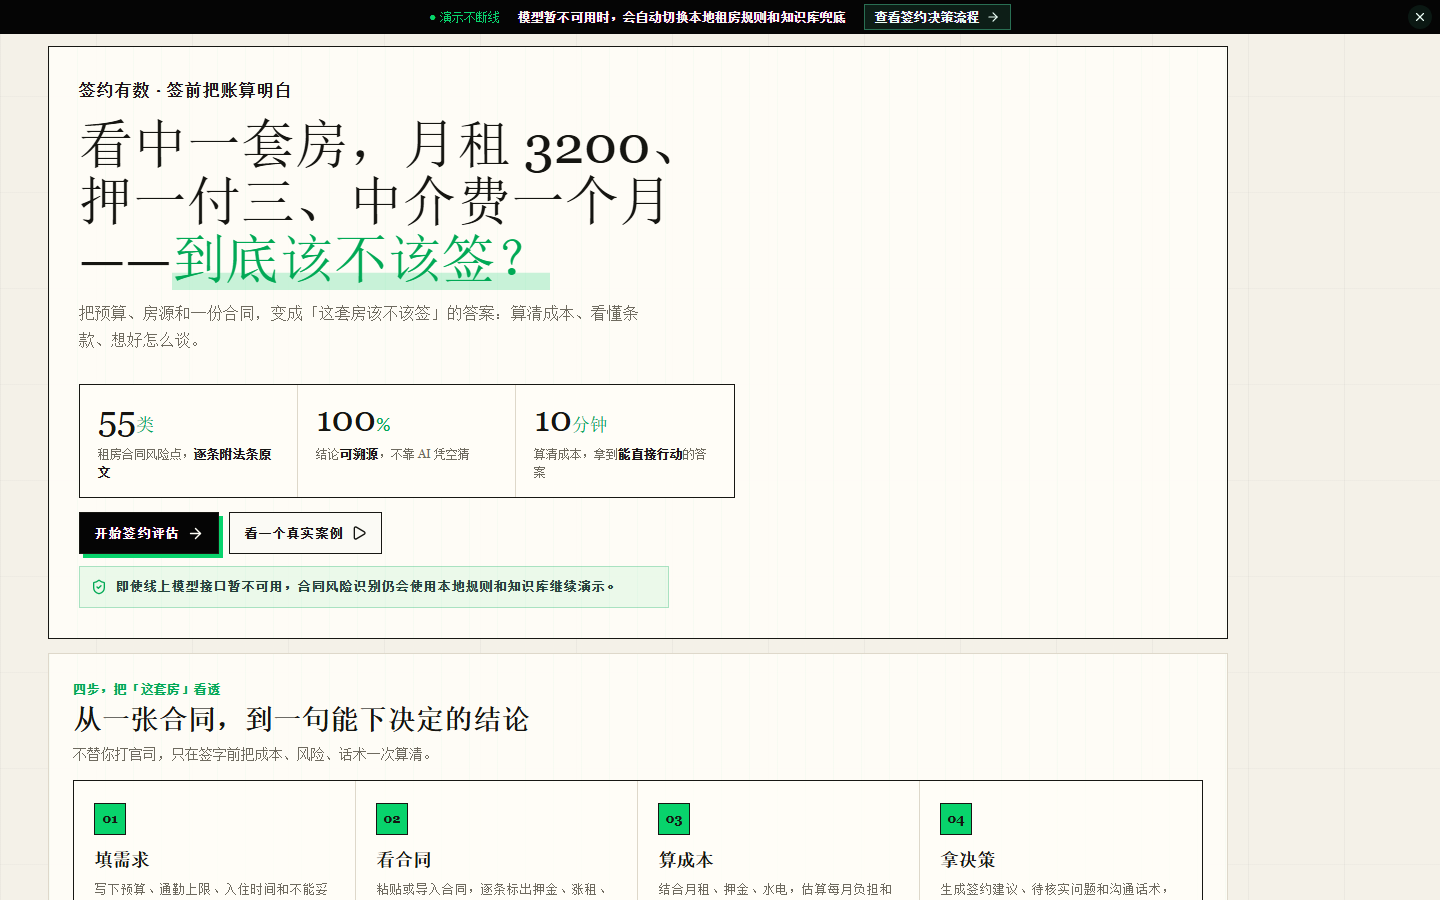 演示不断线 模型暂不可用时，会自动切换本地租房规则和知识库兜底 查看签约决策流程
签约有数 · 签前把账算明白
看中一套房，月租 3200、
押一付三、中介费一个月
——到底该不该签？
把预算、房源和一份合同，变成「这套房该不该签」的答案：算清成本、看懂条
款、想好怎么谈。
55类
租房合同风险点，逐条附法条原
文
100%
结论可溯源，不靠 AI 凭空猜
10分钟
算清成本，拿到能直接行动的答
案
开始签约评估
看一个真实案例
即使线上模型接口暂不可用，合同风险识别仍会使用本地规则和知识库继续演示。
四步，把「这套房」看透
从一张合同，到一句能下决定的结论
不替你打官司，只在签字前把成本、风险、话术一次算清。
01
填需求
写下预算、通勤上限、入住时间和不能妥
02
看合同
粘贴或导入合同，逐条标出押金、涨租、
03
算成本
结合月租、押金、水电，估算每月负担和
04
拿决策
生成签约建议、待核实问题和沟通话术，